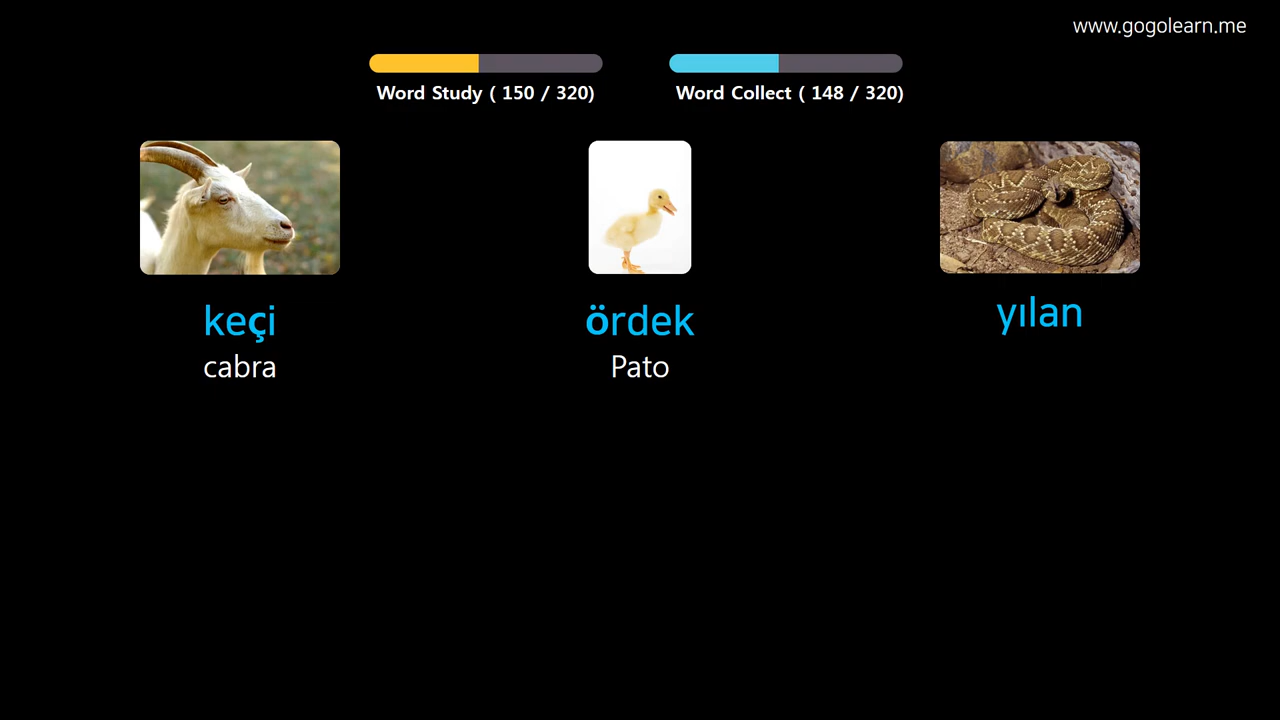 www.gogolearn.me
Word Study ( 150 / 320)
Word Collect ( 148 / 320)
keçi
cabra
ördek
Pato
yılan